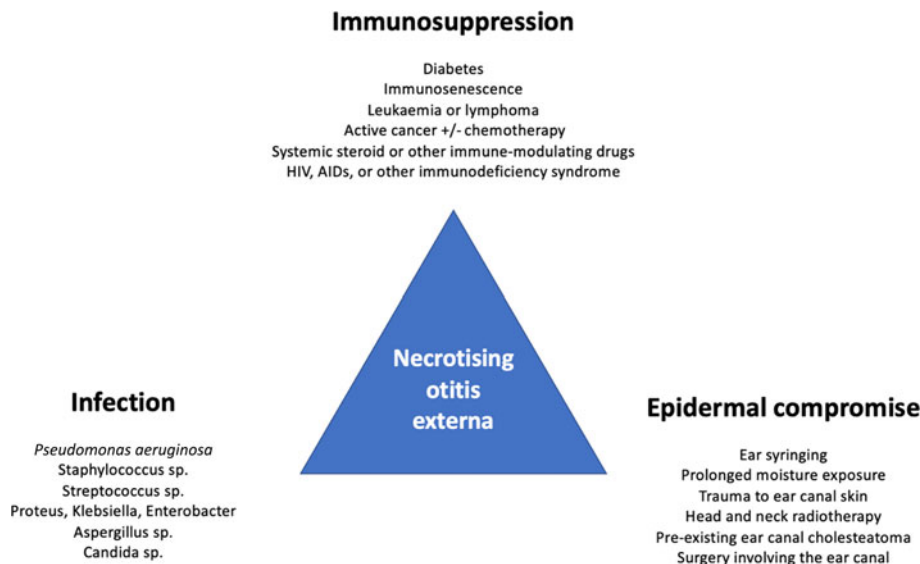 Immunosuppression
Diabetes
Immunosenescence
Leukaemia or lymphoma
Active cancer +/- chemotherapy
Systemic steroid or other immune-modulating drugs
HIV, AIDs, or other immunodeficiency syndrome
Necrotising
otitis
externa
Infection
Pseudomonas aeruginosa
Staphylococcus sp.
Streptococcus sp.
Proteus, Klebsiella, Enterobacter
Aspergillus sp.
Candida sp.
Epidermal compromise
Ear syringing
Prolonged moisture exposure
Trauma to ear canal skin
Head and neck radiotherapy
Pre-existing ear canal cholesteatoma
Surgery involving the ear canal